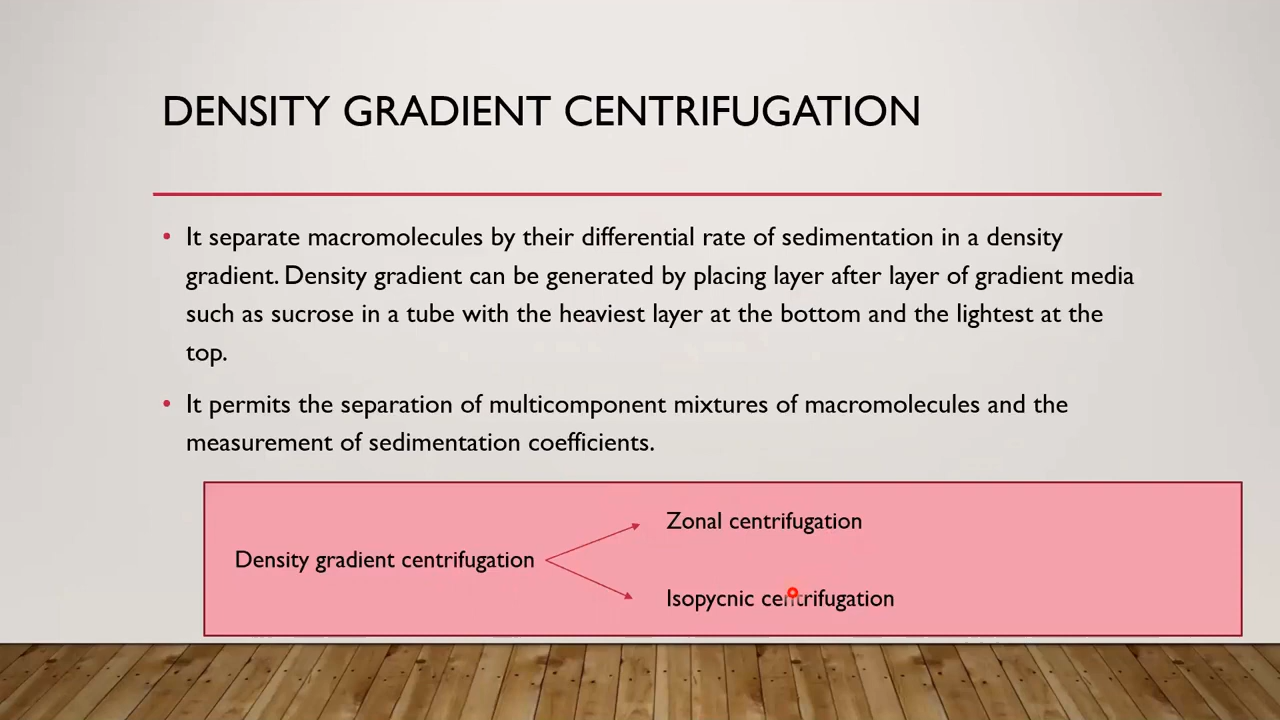 DENSITY GRADIENT CENTRIFUGATION
• It separate macromolecules by their differential rate of sedimentation in a density
gradient. Density gradient can be generated by placing layer after layer of gradient media
such as sucrose in a tube with the heaviest layer at the bottom and the lightest at the
top.
• It permits the separation of multicomponent mixtures of macromolecules and the
measurement of sedimentation coefficients.
Zonal centrifugation
Density gradient centrifugation
Isopycnic centrifugation